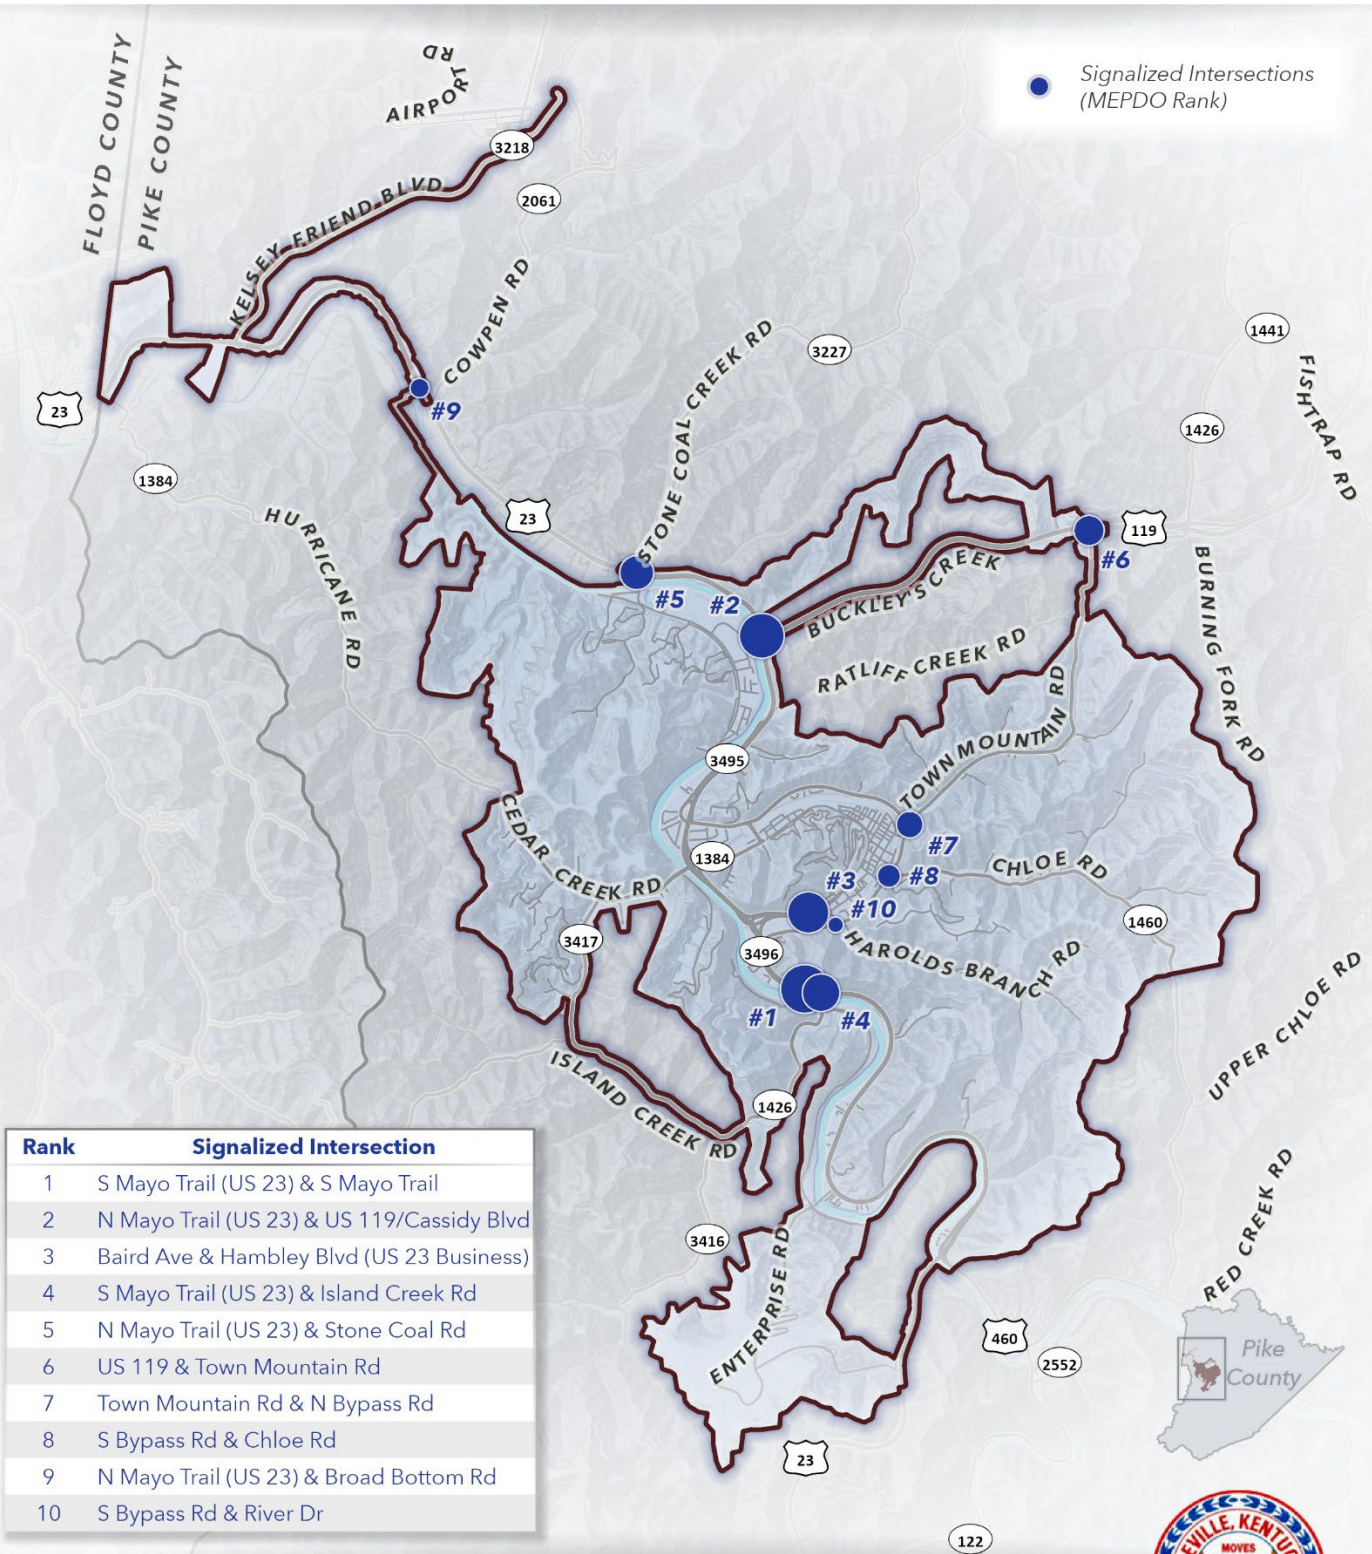 AIRPORT RD
Signalized Intersections
(MEPDO Rank)
FLOYD COUNTY
PIKE COUNTY
3218
2061
KELSEY FRIEND BLVD
COWPEN RD
STONE COAL CREEK RD
3227
1441
FISHTRAP RD
1426
23
#9
1384
HURRICANE RD
23
119
#6
#5
#2
BUCKLEY'S CREEK
RATLIFF CREEK RD
BURNING FORK RD
TOWN MOUNTAIN RD
3495
CEDAR CREEK RD
1384
#7
#3
#8
CHLOE RD
#10
1460
3417
3496
HAROLDS BRANCH RD
#1
#4
UPPER CHLOE RD
ISLAND CREEK RD
1426
RED CREEK RD
3416
ENTERPRISE RD
460
2552
Pike
County
23
122
Rank Signalized Intersection
1 S Mayo Trail (US 23) & S Mayo Trail
2 N Mayo Trail (US 23) & US 119/Cassidy Blvd
3 Baird Ave & Hambley Blvd (US 23 Business)
4 S Mayo Trail (US 23) & Island Creek Rd
5 N Mayo Trail (US 23) & Stone Coal Rd
6 US 119 & Town Mountain Rd
7 Town Mountain Rd & N Bypass Rd
8 S Bypass Rd & Chloe Rd
9 N Mayo Trail (US 23) & Broad Bottom Rd
10 S Bypass Rd & River Dr
MOVES